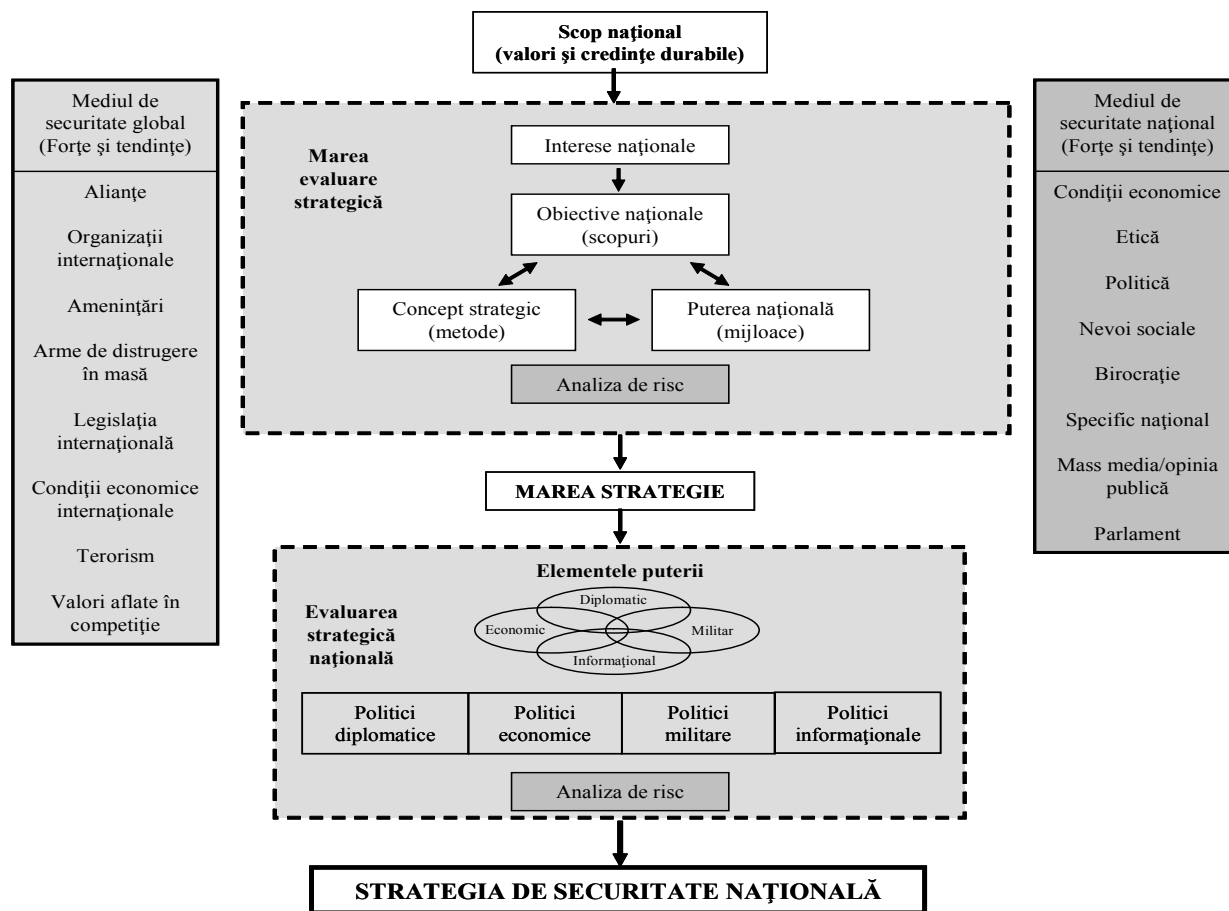 Scop naţional
(valori şi credinţe durabile)
Mediul de
securitate global
(Forţe şi tendinţe)
Alianţe
Organizaţii
internaţionale
Ameninţări
Arme de distrugere
în masă
Legislaţia
internaţională
Condiţii economice
internaţionale
Terorism
Valori aflate în
competiţie
Marea
evaluare
strategică
Interese naţionale
Obiective naţionale
(scopuri)
Concept strategic
(metode)
Puterea naţională
(mijloace)
Analiza de risc
MAREA STRATEGIE
Elementele puterii
Evaluarea
strategică
naţională
Diplomatic
Economic
Militar
Informaţional
Politici
diplomatice
Politici
economice
Politici
militare
Politici
informaţionale
Analiza de risc
STRATEGIA DE SECURITATE NAŢIONALĂ
Mediul de
securitate naţional
(Forţe şi tendinţe)
Condiţii economice
Etică
Politică
Nevoi sociale
Birocraţie
Specific naţional
Mass media/opinia
publică
Parlament